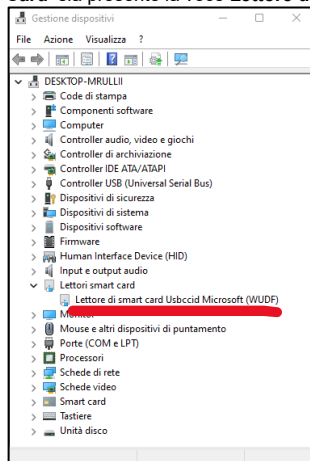 Gestione dispositivi
File Azione Visualizza ?
DESKTOP-MRULLII
Code di stampa
Componenti software
Computer
Controller audio, video e giochi
Controller di archiviazione
Controller IDE ATA/ATAPI
Controller USB (Universal Serial Bus)
Dispositivi di sicurezza
Dispositivi di sistema
Dispositivi software
Firmware
Human Interface Device (HID)
Input e output audio
Lettori smart card
Lettore di smart card Usbccid Microsoft (WUDF)
Monitor
Mouse e altri dispositivi di puntamento
Porte (COM e LPT)
Processori
Schede di rete
Schede video
Smart card
Tastiere
Unità disco